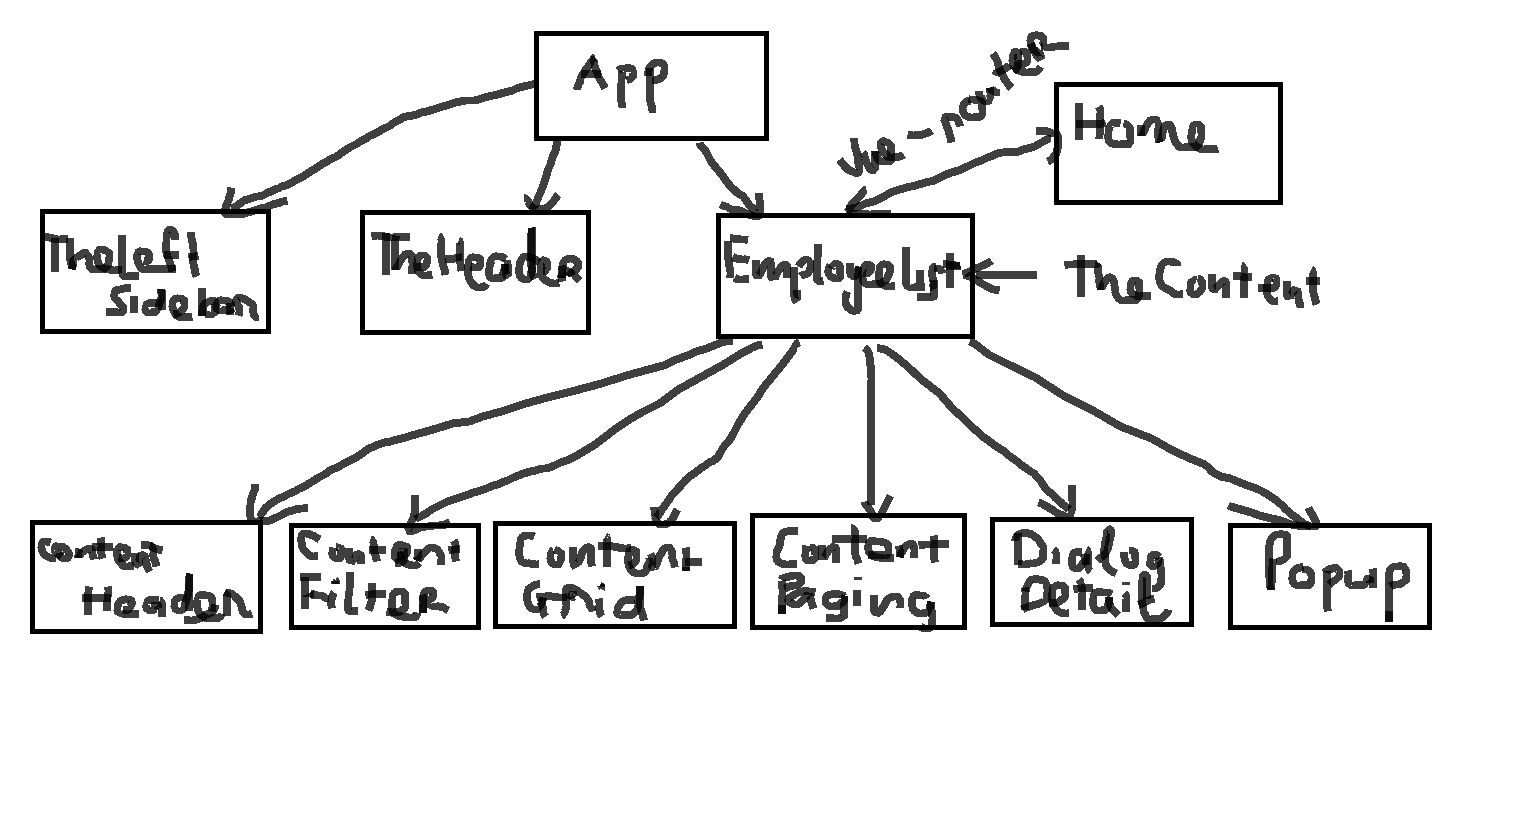 App
vue-router
Home
TheLeft
Sidebar
TheHeader
EmployeeList
TheContent
Content
Header
Content
Filter
Content
Grid
Content
Paging
Dialog
Detail
Popup